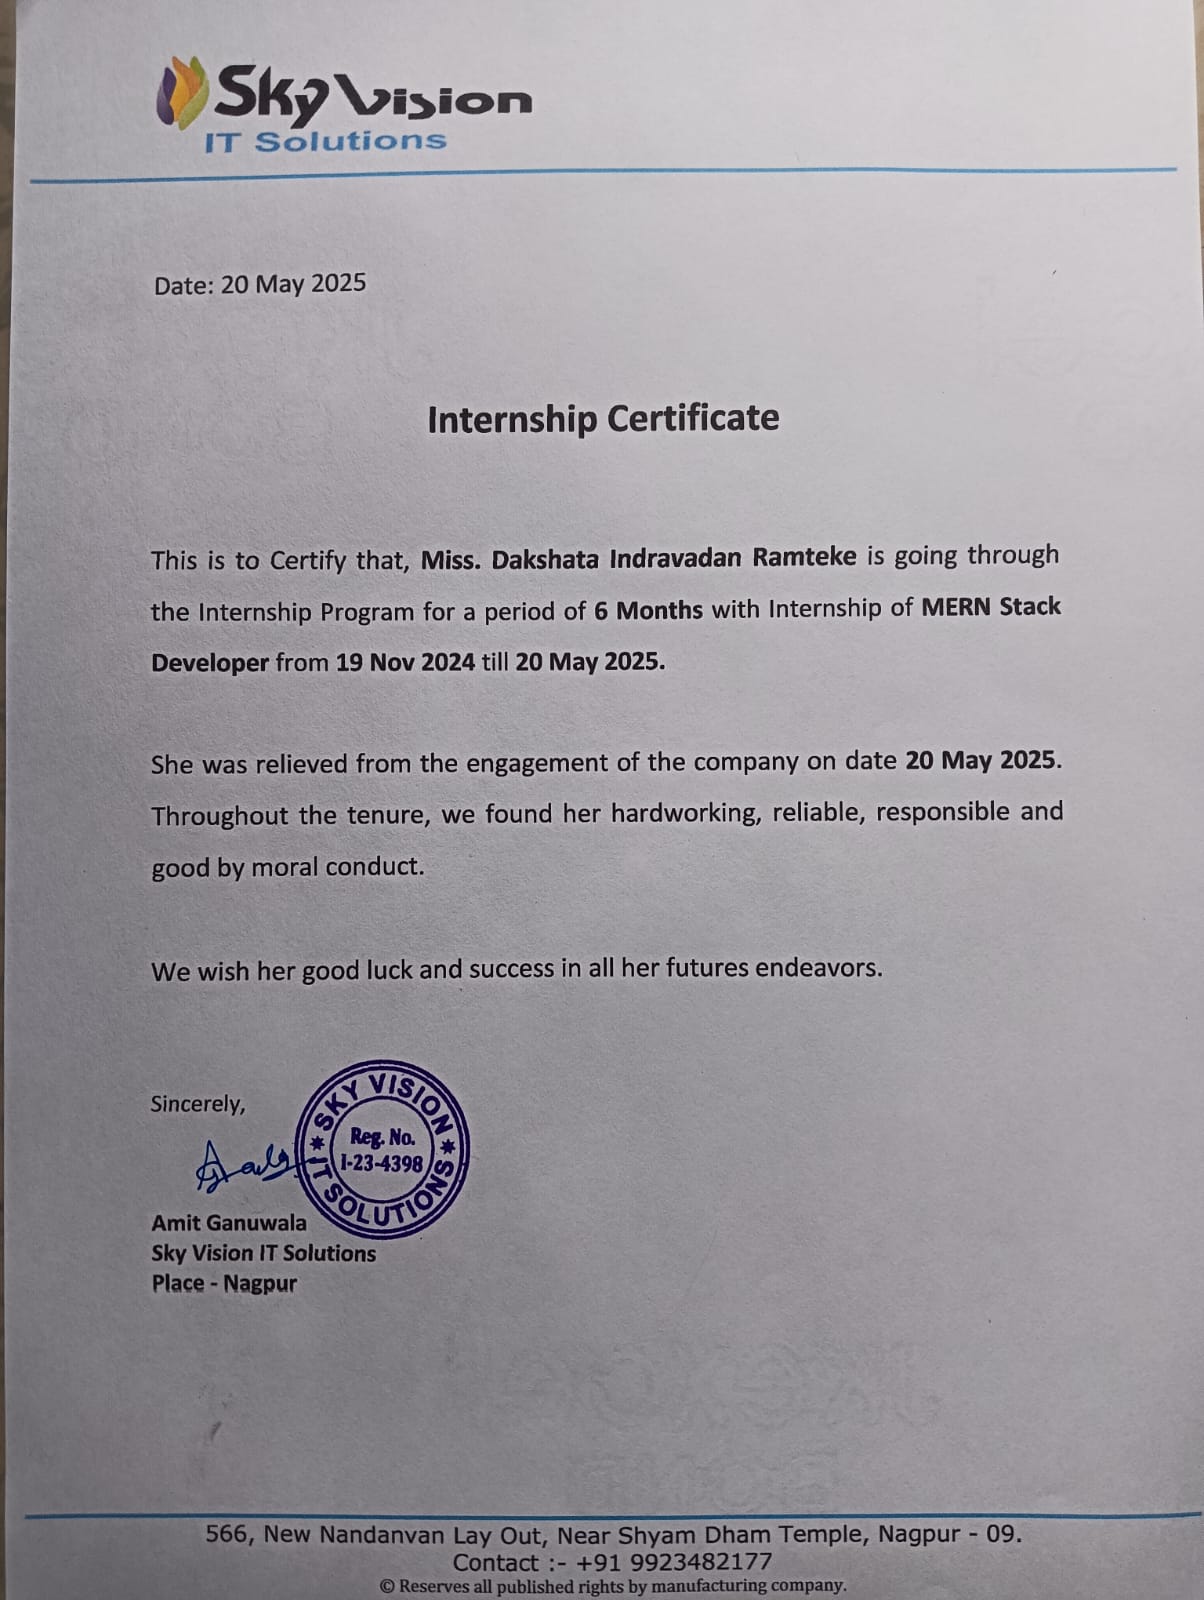 Sky Vision
IT Solutions
Date: 20 May 2025
Internship Certificate
This is to Certify that, Miss. Dakshata Indravadan Ramteke is going through
the Internship Program for a period of 6 Months with Internship of MERN Stack
Developer from 19 Nov 2024 till 20 May 2025.
She was relieved from the engagement of the company on date 20 May 2025.
Throughout the tenure, we found her hardworking, reliable, responsible and
good by moral conduct.
We wish her good luck and success in all her futures endeavors.
Sincerely,
SKY VISION
Reg. No.
I-23-4398
IT SOLUTIONS
Amit Ganuwala
Sky Vision IT Solutions
Place - Nagpur
566, New Nandanvan Lay Out, Near Shyam Dham Temple, Nagpur - 09.
Contact :- +91 9923482177
© Reserves all published rights by manufacturing company.